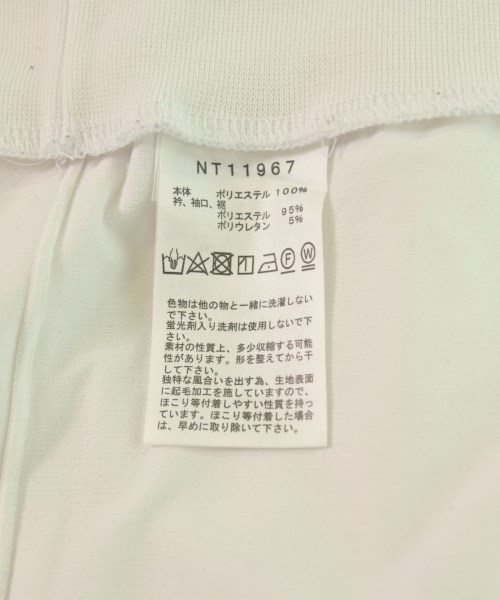 NT11967
本体 ポリエステル 100%
衿、袖口、裾
ポリエステル 95%
ポリウレタン 5%
F W
色物は他の物と一緒に洗濯しない
で下さい。
蛍光剤入り洗剤は使用しないで下
さい。
素材の性質上、多少収縮する可能
性があります。形を整えてから干
して下さい。
独特な風合いを出す為、生地表面
に起毛加工を施していますので、
ほこり等付着しやすい性質を持っ
ています。ほこり等付着した場合
は、早めに取り除いて下さい。